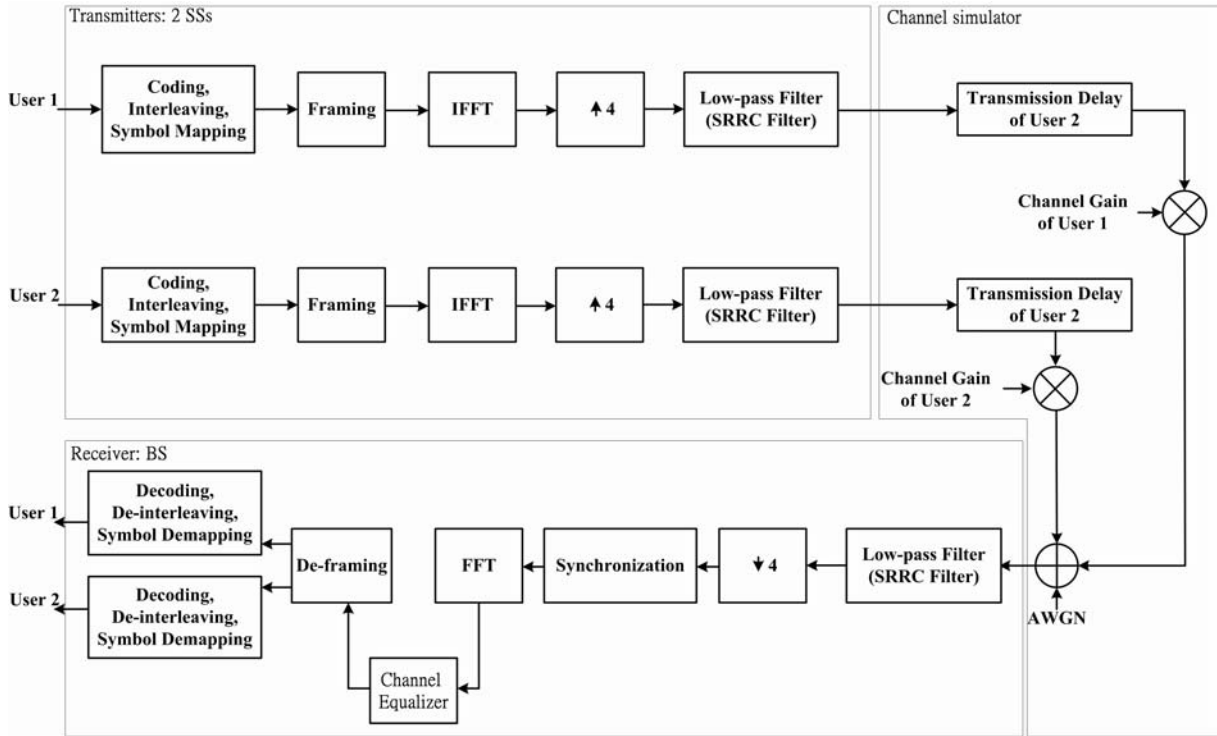 Transmitters: 2 SSs
Channel simulator
User 1
Coding,
Interleaving,
Symbol Mapping
Framing
IFFT
4
Low-pass Filter
(SRRC Filter)
Transmission Delay
of User 2
Channel Gain
of User 1
User 2
Coding,
Interleaving,
Symbol Mapping
Framing
IFFT
4
Low-pass Filter
(SRRC Filter)
Transmission Delay
of User 2
Channel Gain
of User 2
Receiver: BS
User 1
Decoding,
De-interleaving,
Symbol Demapping
User 2
Decoding,
De-interleaving,
Symbol Demapping
De-framing
FFT
Synchronization
4
Low-pass Filter
(SRRC Filter)
AWGN
Channel
Equalizer